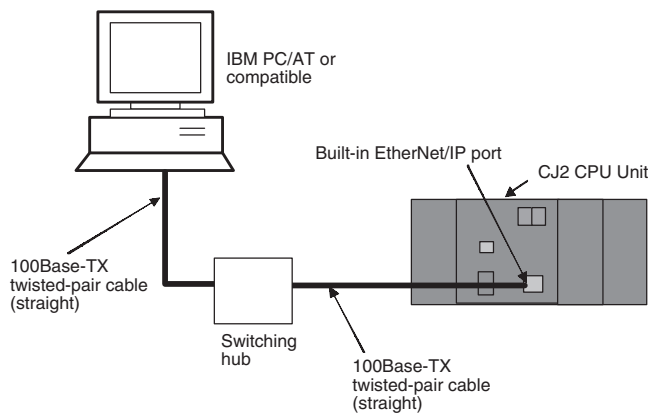 IBM PC/AT or
compatible
Built-in EtherNet/IP port
CJ2 CPU Unit
100Base-TX
twisted-pair cable
(straight)
Switching
hub
100Base-TX
twisted-pair cable
(straight)